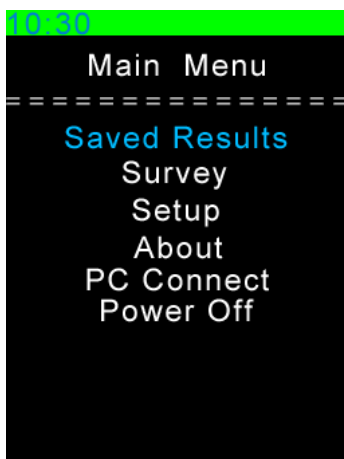 10:30
Main Menu
===============
Saved Results
Survey
Setup
About
PC Connect
Power Off